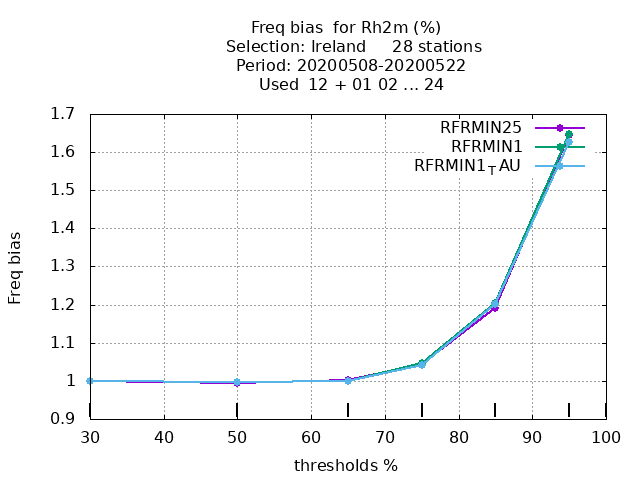 Freq bias  for Rh2m (%)
Selection: Ireland     28 stations
Period: 20200508-20200522
Used  12 + 01 02 ... 24
RFRMIN25
RFRMIN1
RFRMIN1TAU
Freq bias
1.7
1.6
1.5
1.4
1.3
1.2
1.1
1
0.9
30 40 50 60 70 80 90 100
thresholds %